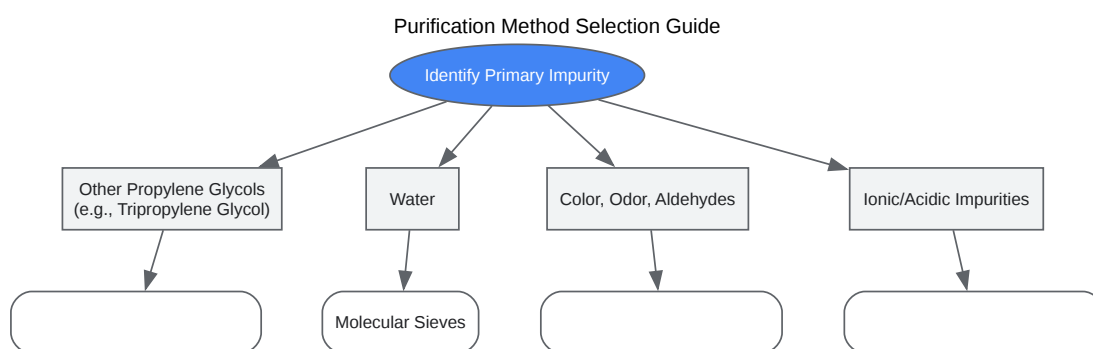 Purification Method Selection Guide
Identify Primary Impurity
Other Propylene Glycols
(e.g., Tripropylene Glycol)
Water
Color, Odor, Aldehydes
Ionic/Acidic Impurities
Molecular Sieves